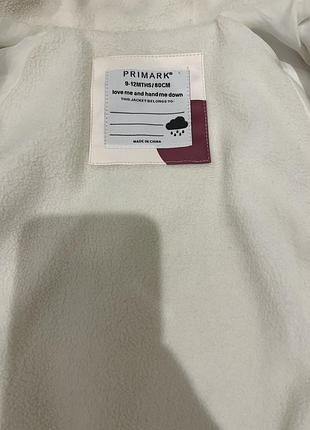 PRIMARK®
9-12MTHS/80CM
love me and hand me down
THIS JACKET BELONGS TO:
MADE IN CHINA